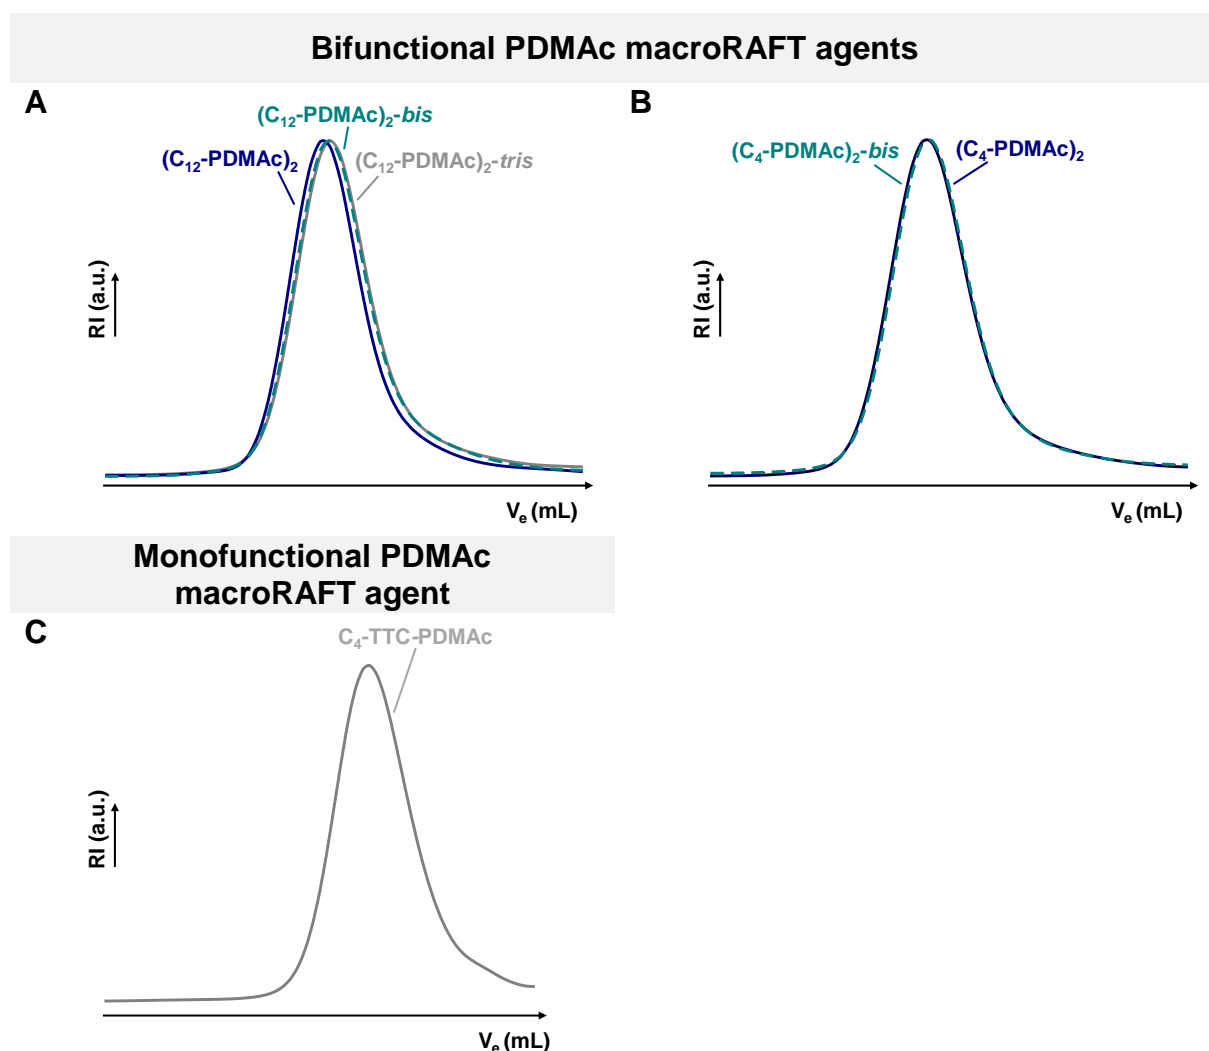 Bifunctional PDMAc macroRAFT agents
A
(C₁₂-PDMAc)₂-bis
(C₁₂-PDMAc)₂
(C₁₂-PDMAc)₂-tris
RI (a.u.)
Vₑ (mL)
B
(C₄-PDMAc)₂-bis
(C₄-PDMAc)₂
RI (a.u.)
Vₑ (mL)
Monofunctional PDMAc
macroRAFT agent
C
C₄-TTC-PDMAc
RI (a.u.)
Vₑ (mL)